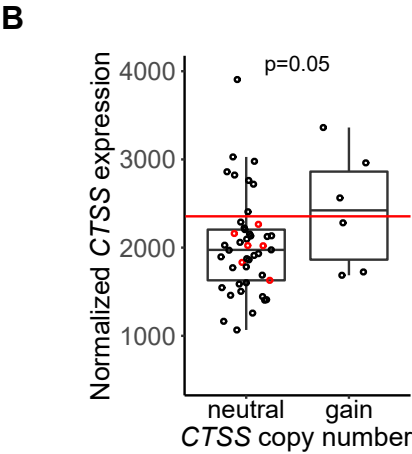 B
p=0.05
Normalized CTSS expression
4000
3000
2000
1000
neutral gain
CTSS copy number